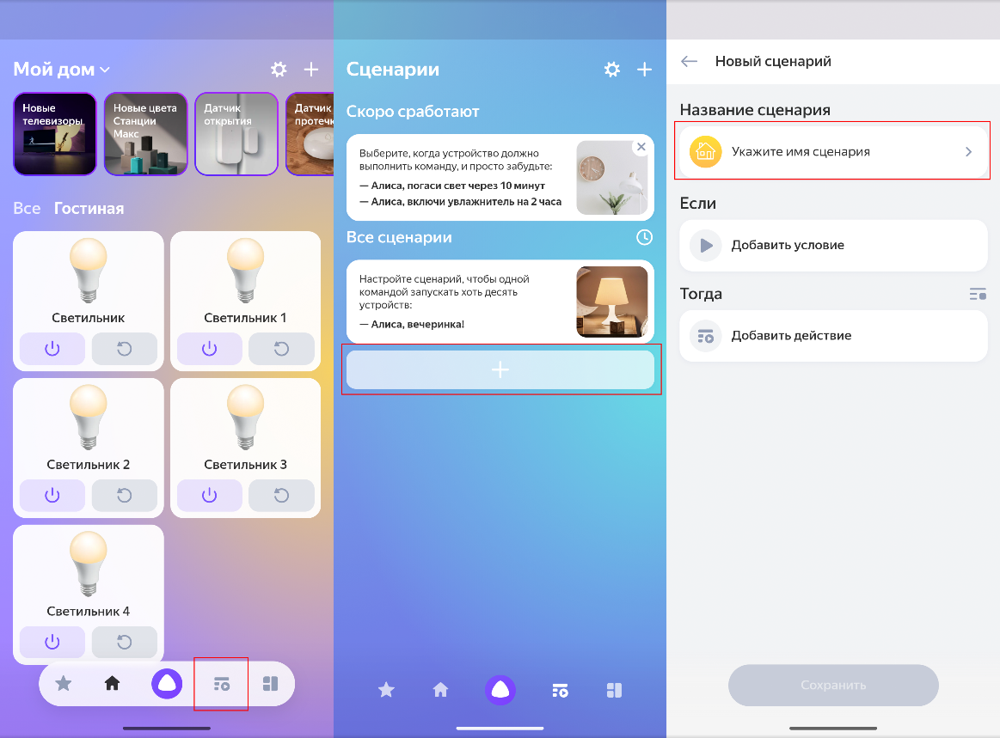 Мой дом
Новые
телевизоры
Новые цвета
Станции
Макс
Датчик
открытия
Датчик
протечк
Все Гостиная
Светильник
Светильник 1
Светильник 2
Светильник 3
Светильник 4
Сценарии
Скоро сработают
Выберите, когда устройство должно
выполнить команду, и просто забудьте:
— Алиса, погаси свет через 10 минут
— Алиса, включи увлажнитель на 2 часа
Все сценарии
Настройте сценарий, чтобы одной
командой запускать хоть десять
устройств:
— Алиса, вечеринка!
Новый сценарий
Название сценария
Укажите имя сценария
Если
Добавить условие
Тогда
Добавить действие
Сохранить